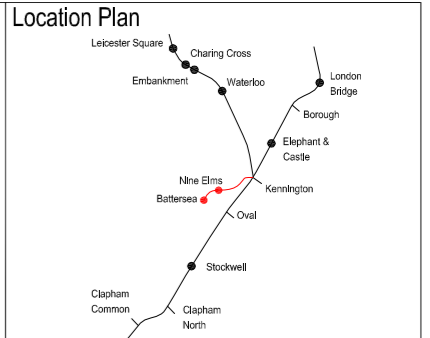 Location Plan
Leicester Square
Charing Cross
Embankment
Waterloo
London
Bridge
Borough
Elephant &
Castle
Nine Elms
Kennington
Battersea
Oval
Stockwell
Clapham
Common
Clapham
North